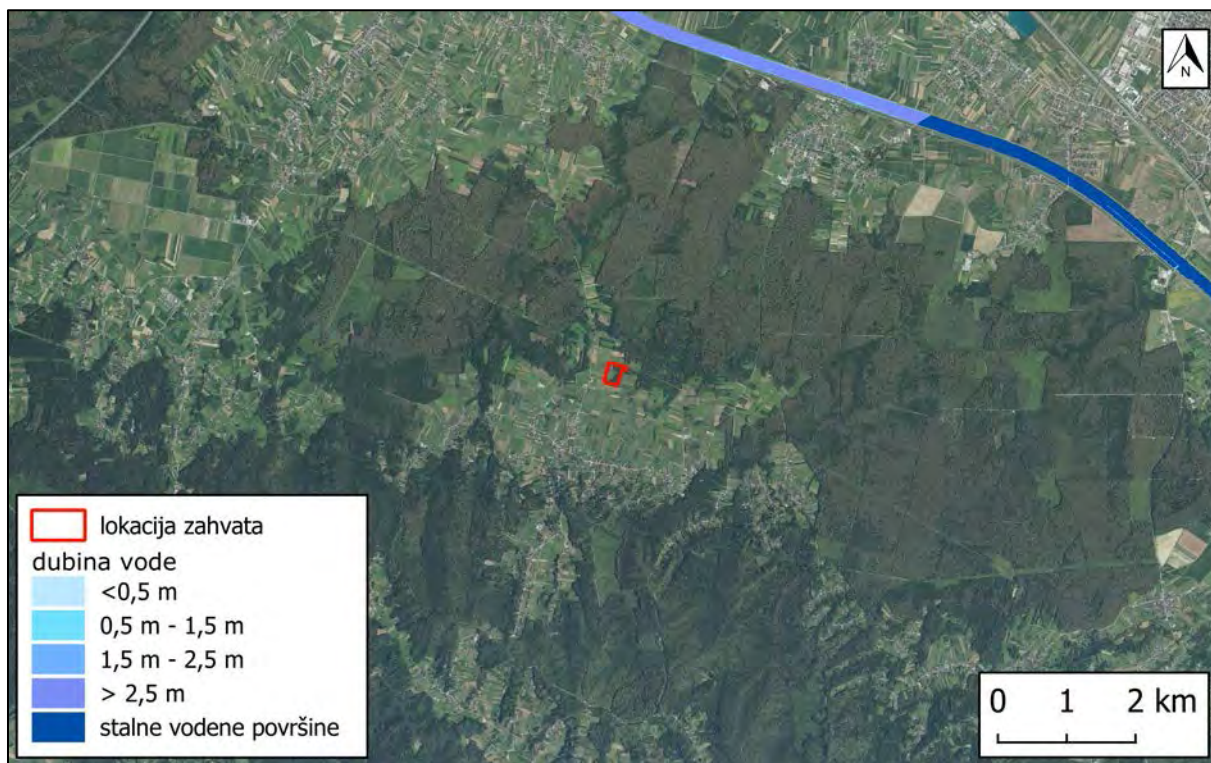 N
lokacija zahvata
dubina vode
<0,5 m
0,5 m - 1,5 m
1,5 m - 2,5 m
> 2,5 m
stalne vodene površine
0 1 2 km